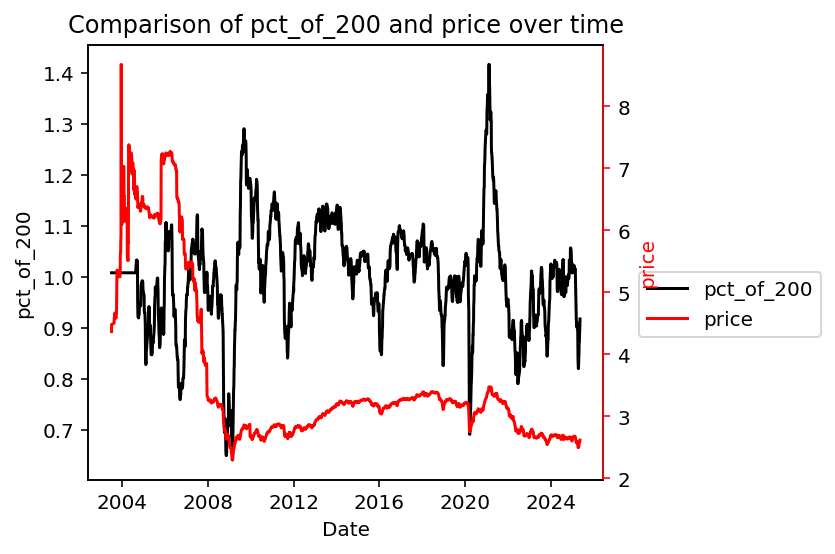 Comparison of pct_of_200 and price over time
1.4
1.3
1.2
1.1
1.0
0.9
0.8
0.7
pct_of_200
8
7
6
5
4
3
2
price
pct_of_200
price
2004 2008 2012 2016 2020 2024
Date